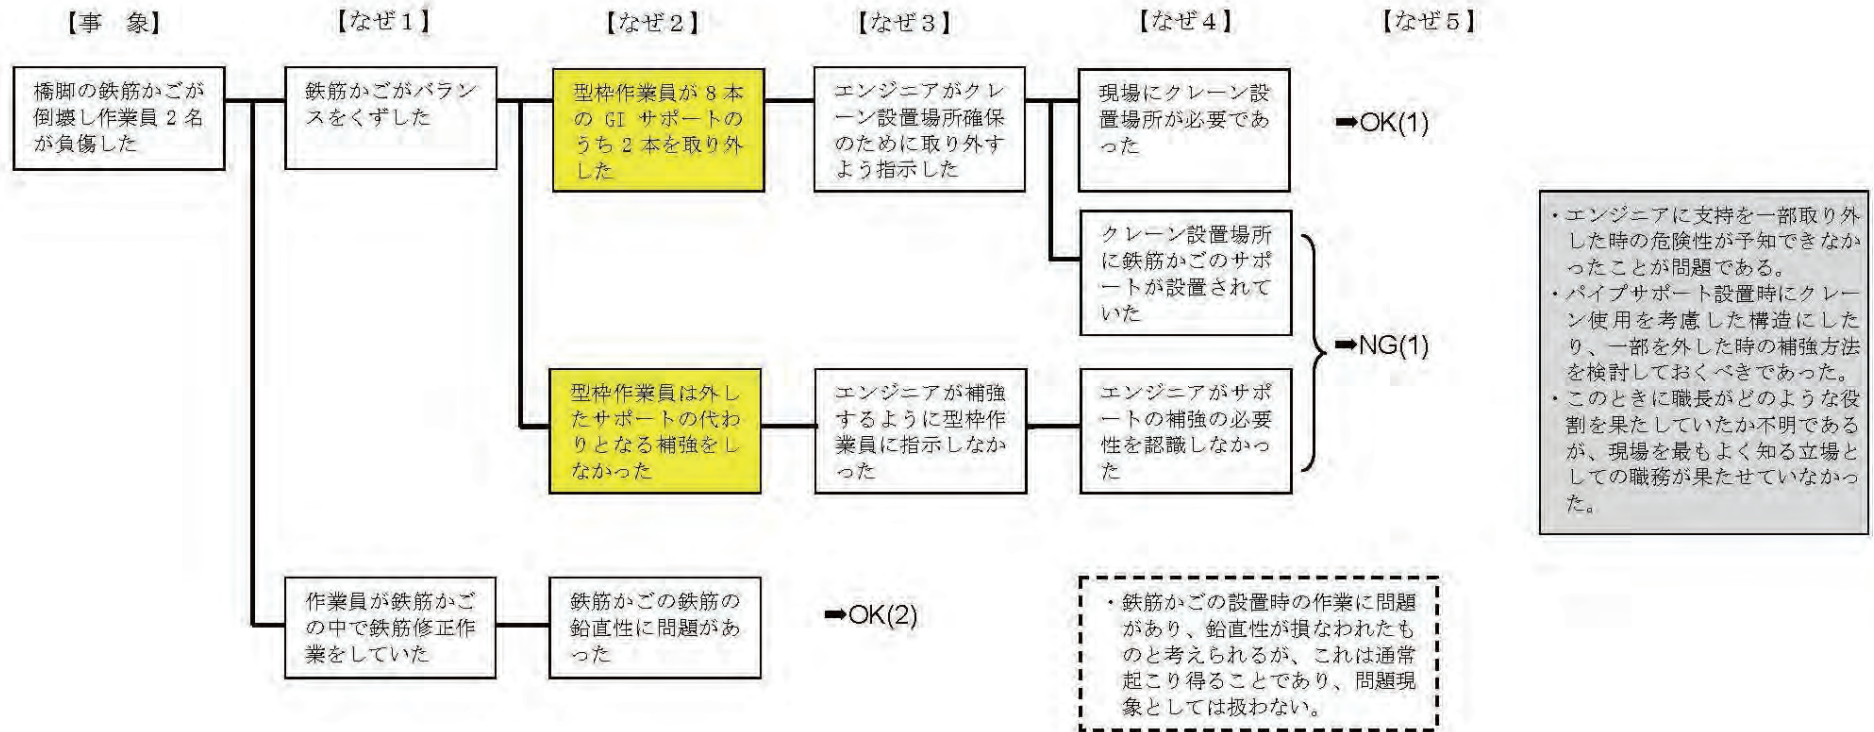 【事　象】
【なぜ１】
【なぜ２】
【なぜ３】
【なぜ４】
【なぜ５】
橋脚の鉄筋かごが
倒壊し作業員２名
が負傷した
鉄筋かごがバラン
スをくずした
型枠作業員が８本
の GI サポートの
うち２本を取り外
した
エンジニアがクレ
ーン設置場所確保
のために取り外す
よう指示した
現場にクレーン設
置場所が必要であ
った
➡OK(1)
クレーン設置場所
に鉄筋かごのサポ
ートが設置されて
いた
➡NG(1)
型枠作業員は外し
たサポートの代わ
りとなる補強をし
なかった
エンジニアが補強
するように型枠作
業員に指示しなか
った
エンジニアがサポ
ートの補強の必要
性を認識しなかっ
た
・エンジニアに支持を一部取り外
した時の危険性が予知できなか
ったことが問題である。
・パイプサポート設置時にクレー
ン使用を考慮した構造にした
り、一部を外した時の補強方法
を検討しておくべきであった。
・このときに職長がどのような役
割を果たしていたか不明である
が、現場を最もよく知る立場と
しての職務が果たせていなかっ
た。
作業員が鉄筋かご
の中で鉄筋修正作
業をしていた
鉄筋かごの鉄筋の
鉛直性に問題があ
った
➡OK(2)
・鉄筋かごの設置時の作業に問題
があり、鉛直性が損なわれたも
のと考えられるが、これは通常
起こり得ることであり、問題現
象としては扱わない。